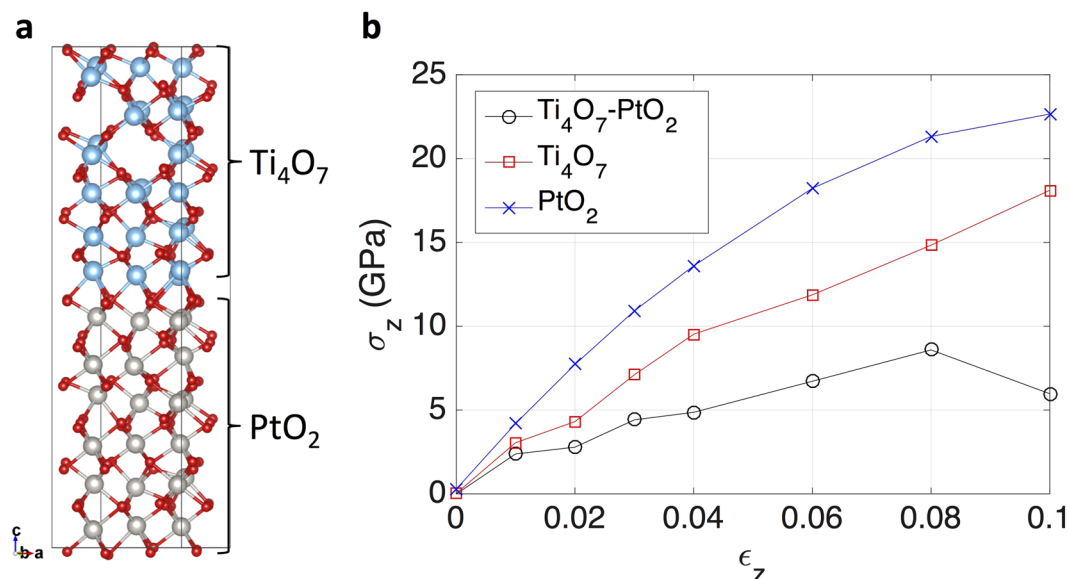 a
Ti₄O₇
PtO₂
c
b a
b
25
20
15
10
5
0
σz (GPa)
Ti₄O₇-PtO₂
Ti₄O₇
PtO₂
0 0.02 0.04 0.06 0.08 0.1
ϵz